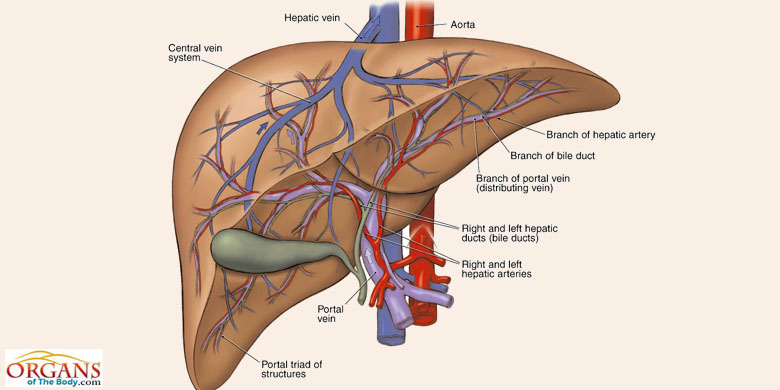 Hepatic vein
Aorta
Central vein
system
Branch of hepatic artery
Branch of bile duct
Branch of portal vein
(distributing vein)
Right and left hepatic
ducts (bile ducts)
Right and left
hepatic arteries
Portal
vein
Portal triad of
structures
ORGANS
of The Body.com